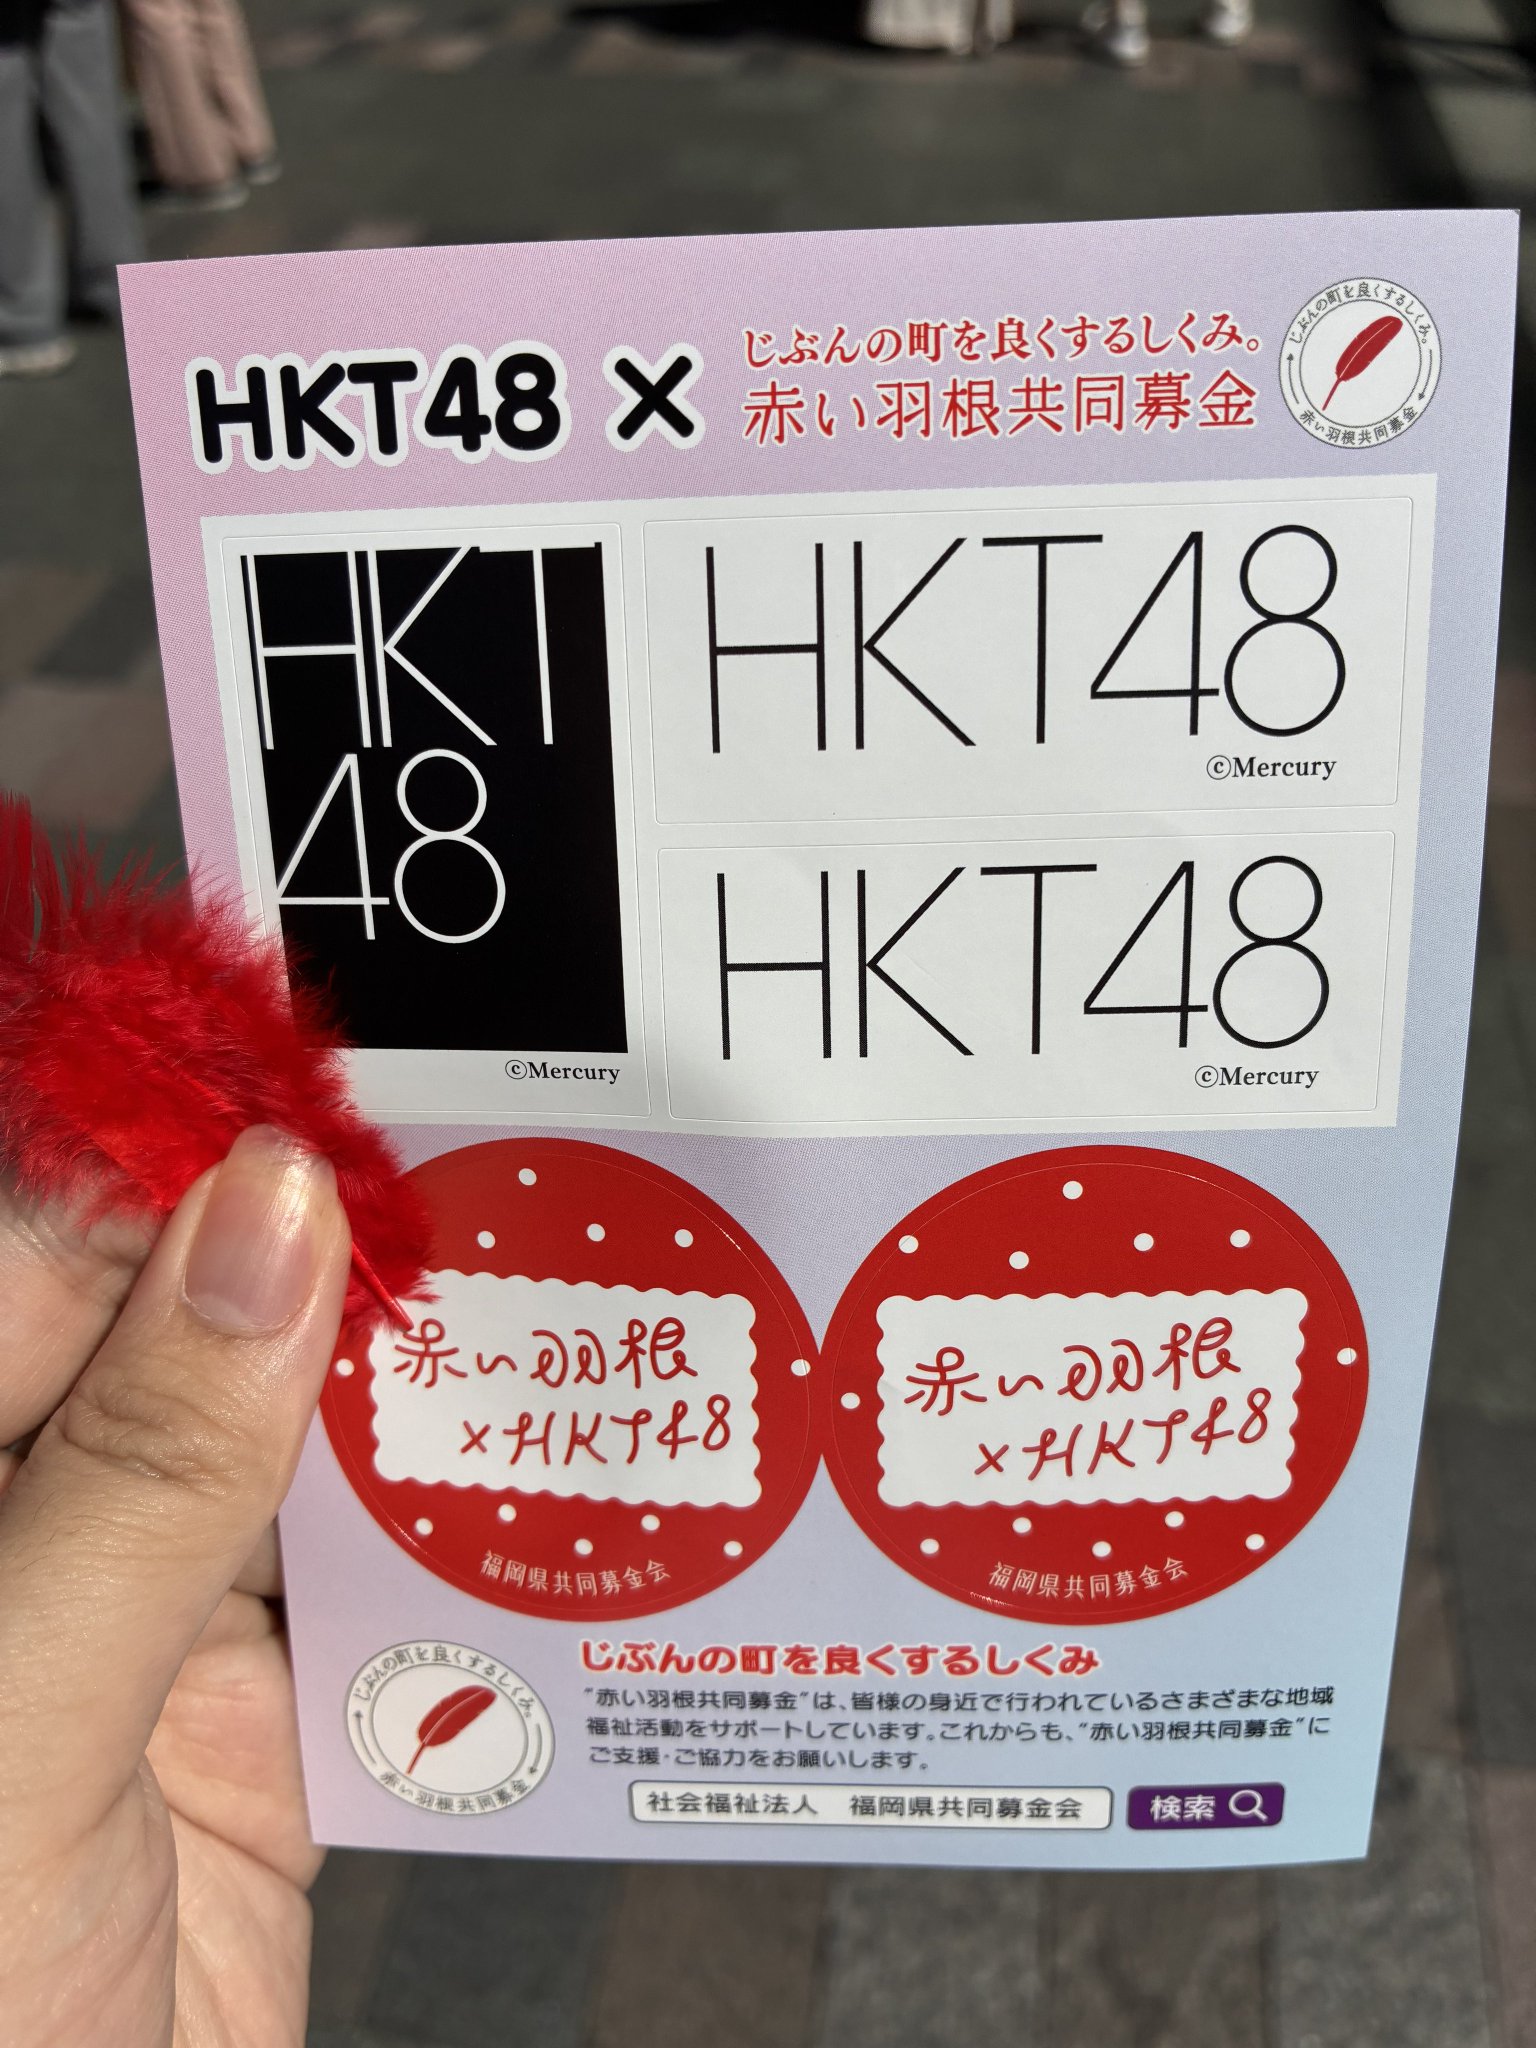 HKT48 ×
じぶんの町を良くするしくみ。
赤い羽根共同募金
じぶんの町を良くするしくみ。
赤い羽根共同募金
HKT
48
©Mercury
HKT48
©Mercury
HKT48
©Mercury
赤い羽根
×HKT48
福岡県共同募金会
赤い羽根
×HKT48
福岡県共同募金会
じぶんの町を良くするしくみ。
赤い羽根共同募金
じぶんの町を良くするしくみ
"赤い羽根共同募金"は、皆様の身近で行われているさまざまな地域
福祉活動をサポートしています。これからも、"赤い羽根共同募金"に
ご支援・ご協力をお願いします。
社会福祉法人 福岡県共同募金会 検索